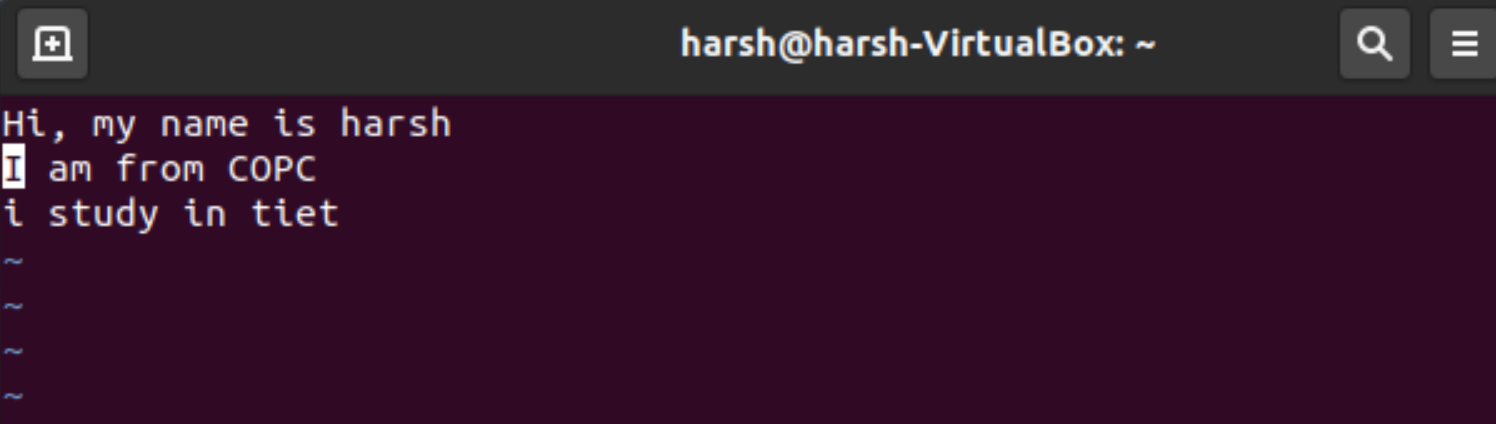 harsh@harsh-VirtualBox: ~
Hi, my name is harsh
I am from COPC
i study in tiet
~
~
~
~